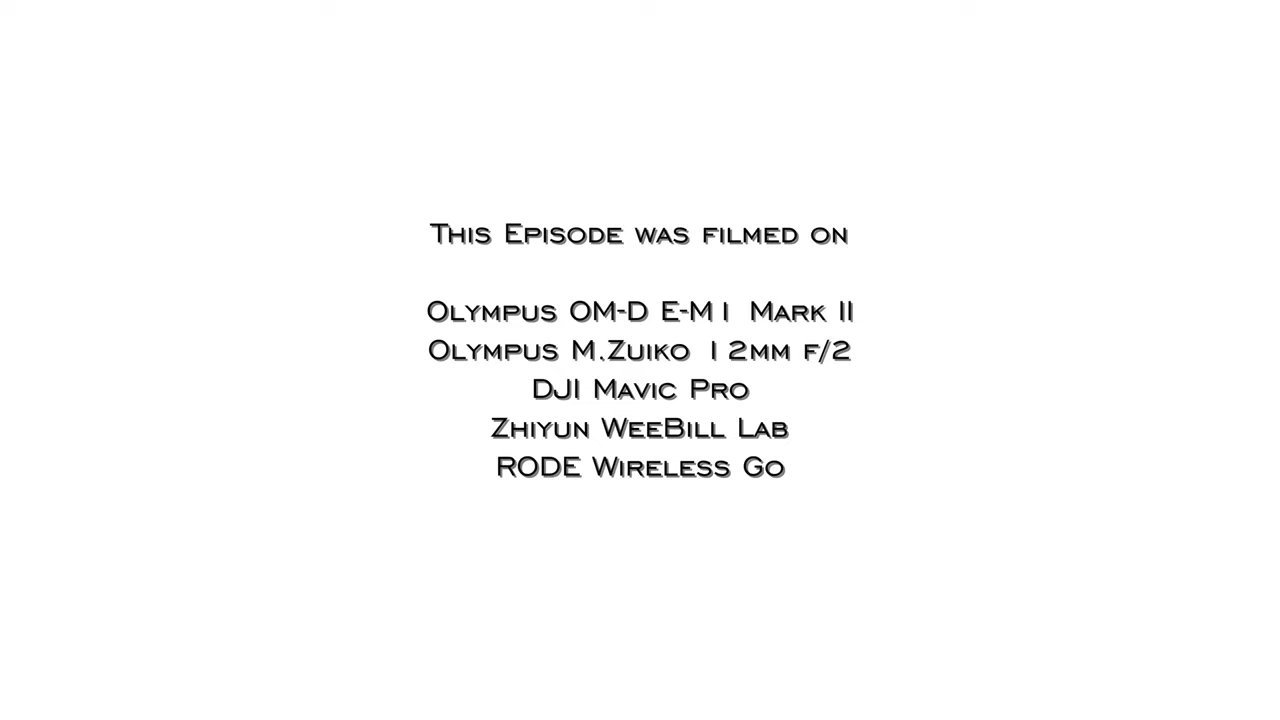 This Episode was filmed on
Olympus OM-D E-M1 Mark II
Olympus M.Zuiko 12mm f/2
DJI Mavic Pro
Zhiyun WeeBill Lab
RODE Wireless Go